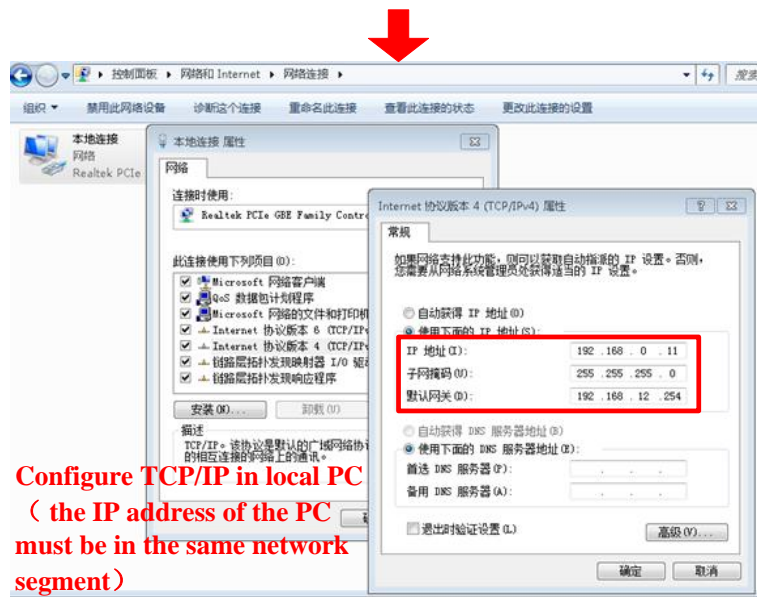 控制面板 ▸ 网络和 Internet ▸ 网络连接 ▸
组织 ▾ 禁用此网络设备 诊断这个连接 重命名此连接 查看此连接的状态 更改此连接的设置
本地连接
网络
Realtek PCIe
本地连接 属性
网络
连接时使用:
Realtek PCIe GBE Family Contr
此连接使用下列项目(O):
Microsoft 网络客户端
QoS 数据包计划程序
Microsoft 网络的文件和打印机
Internet 协议版本 6 (TCP/IP
Internet 协议版本 4 (TCP/IP
链路层拓扑发现映射器 I/O 驱
链路层拓扑发现响应程序
安装(N)... 卸载(U)
描述
TCP/IP。该协议是默认的广域网络协
的相互连接的网络上的通讯。
Internet 协议版本 4 (TCP/IPv4) 属性
常规
如果网络支持此功能，则可以获取自动指派的 IP 设置。否则，
您需要从网络系统管理员处获得适当的 IP 设置。
自动获得 IP 地址(O)
使用下面的 IP 地址(S):
IP 地址(I): 192 .168 . 0 . 11
子网掩码(U): 255 .255 .255 . 0
默认网关(D): 192 .168 . 12 .254
自动获得 DNS 服务器地址(B)
使用下面的 DNS 服务器地址(E):
首选 DNS 服务器(P):
备用 DNS 服务器(A):
退出时验证设置(L)
高级(V)...
确定 取消
Configure TCP/IP in local PC
（ the IP address of the PC
must be in the same network
segment）